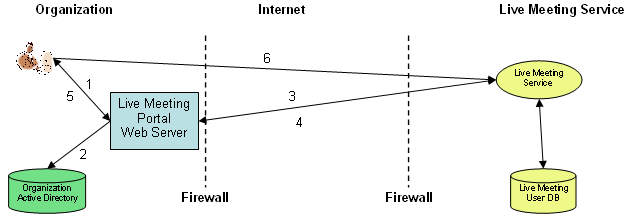 Organization
Internet
Live Meeting Service
6
1
5
3
4
2
Live Meeting
Portal
Web Server
Live Meeting
Service
Organization
Active Directory
Firewall
Firewall
Live Meeting
User DB